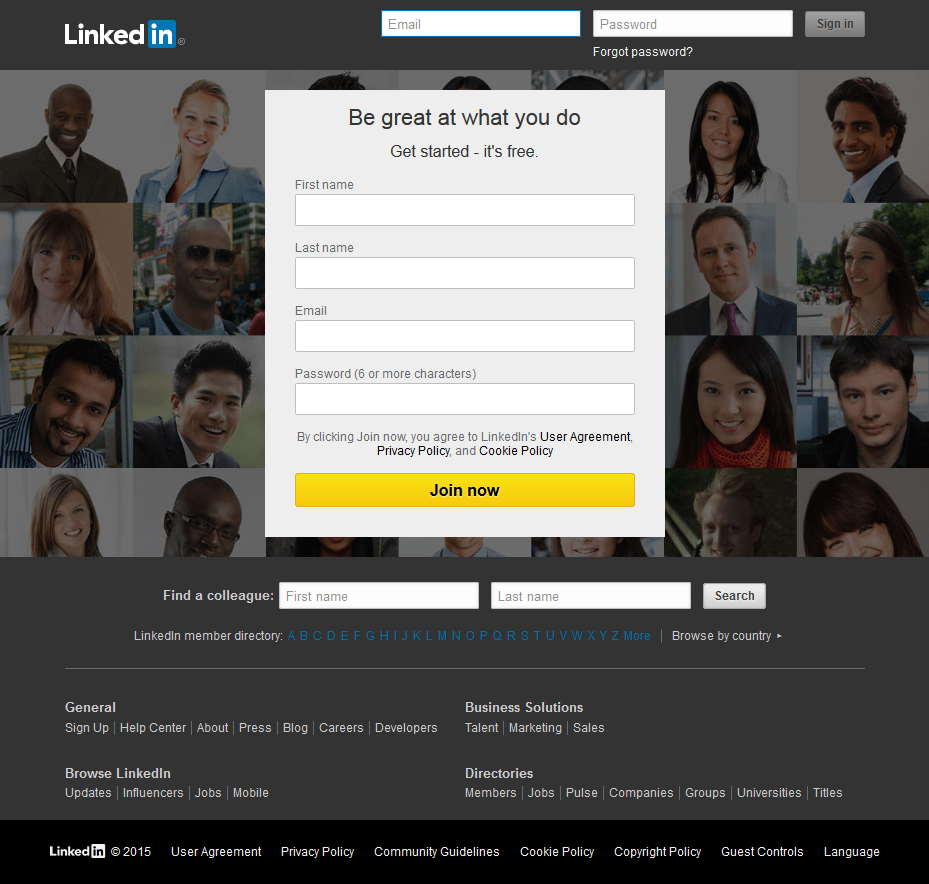 Linked in ®
Email
Password
Sign in
Forgot password?
Be great at what you do
Get started - it's free.
First name
Last name
Email
Password (6 or more characters)
By clicking Join now, you agree to LinkedIn's User Agreement,
Privacy Policy, and Cookie Policy
Join now
Find a colleague: First name Last name Search
LinkedIn member directory: A B C D E F G H I J K L M N O P Q R S T U V W X Y Z More | Browse by country ▸
General
Sign Up | Help Center | About | Press | Blog | Careers | Developers
Business Solutions
Talent | Marketing | Sales
Browse LinkedIn
Updates | Influencers | Jobs | Mobile
Directories
Members | Jobs | Pulse | Companies | Groups | Universities | Titles
Linked in © 2015 User Agreement Privacy Policy Community Guidelines Cookie Policy Copyright Policy Guest Controls Language